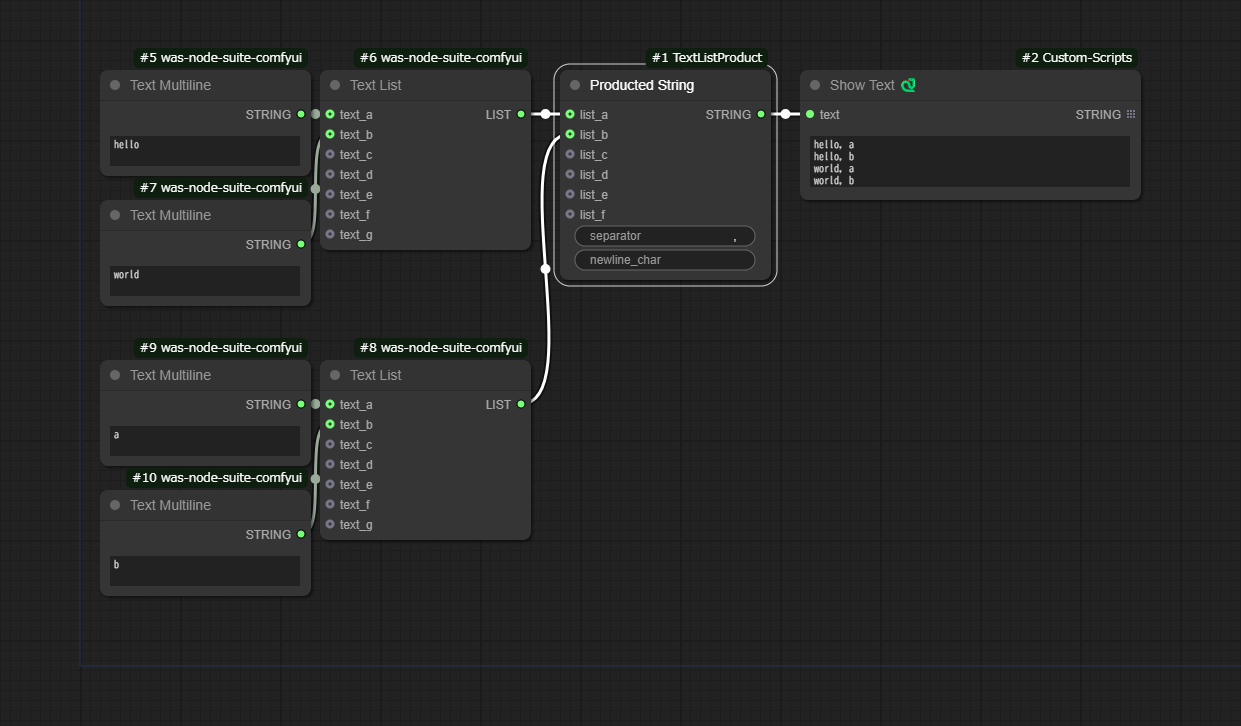 #5 was-node-suite-comfyui
Text Multiline
STRING
hello
#7 was-node-suite-comfyui
Text Multiline
STRING
world
#6 was-node-suite-comfyui
Text List
text_a LIST
text_b
text_c
text_d
text_e
text_f
text_g
#1 TextListProduct
Producted String
list_a STRING
list_b
list_c
list_d
list_e
list_f
separator ,
newline_char
#2 Custom-Scripts
Show Text
text STRING
hello, a
hello, b
world, a
world, b
#9 was-node-suite-comfyui
Text Multiline
STRING
a
#10 was-node-suite-comfyui
Text Multiline
STRING
b
#8 was-node-suite-comfyui
Text List
text_a LIST
text_b
text_c
text_d
text_e
text_f
text_g